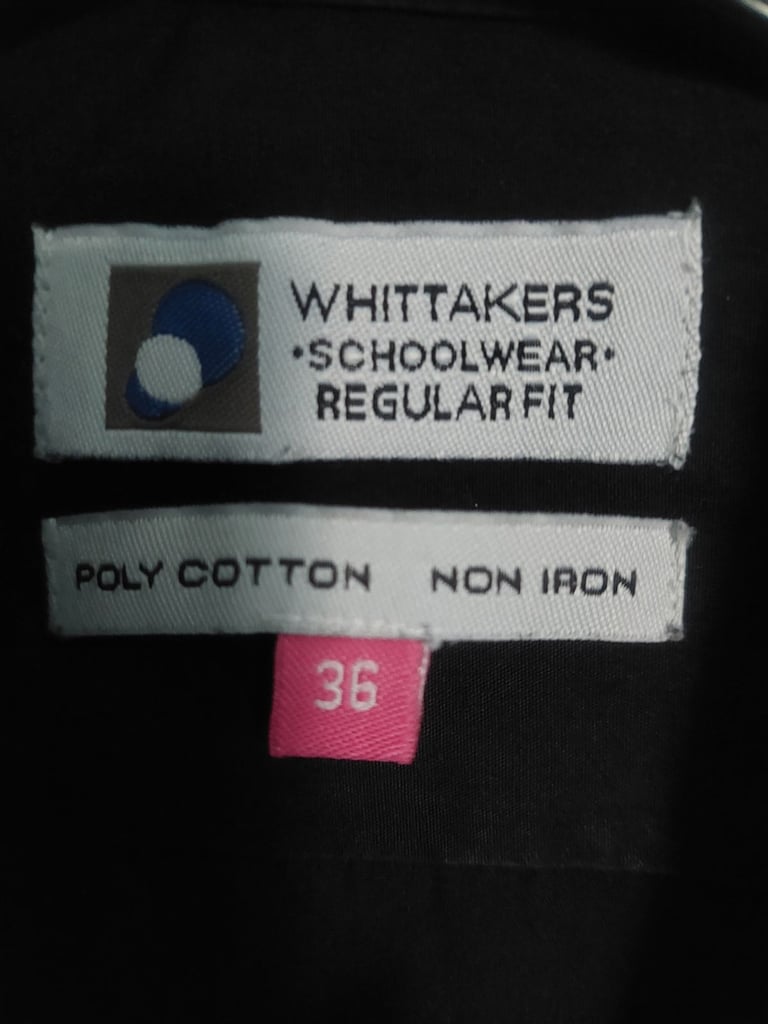 WHITTAKERS
•SCHOOLWEAR•
REGULAR FIT
POLY COTTON NON IRON
36